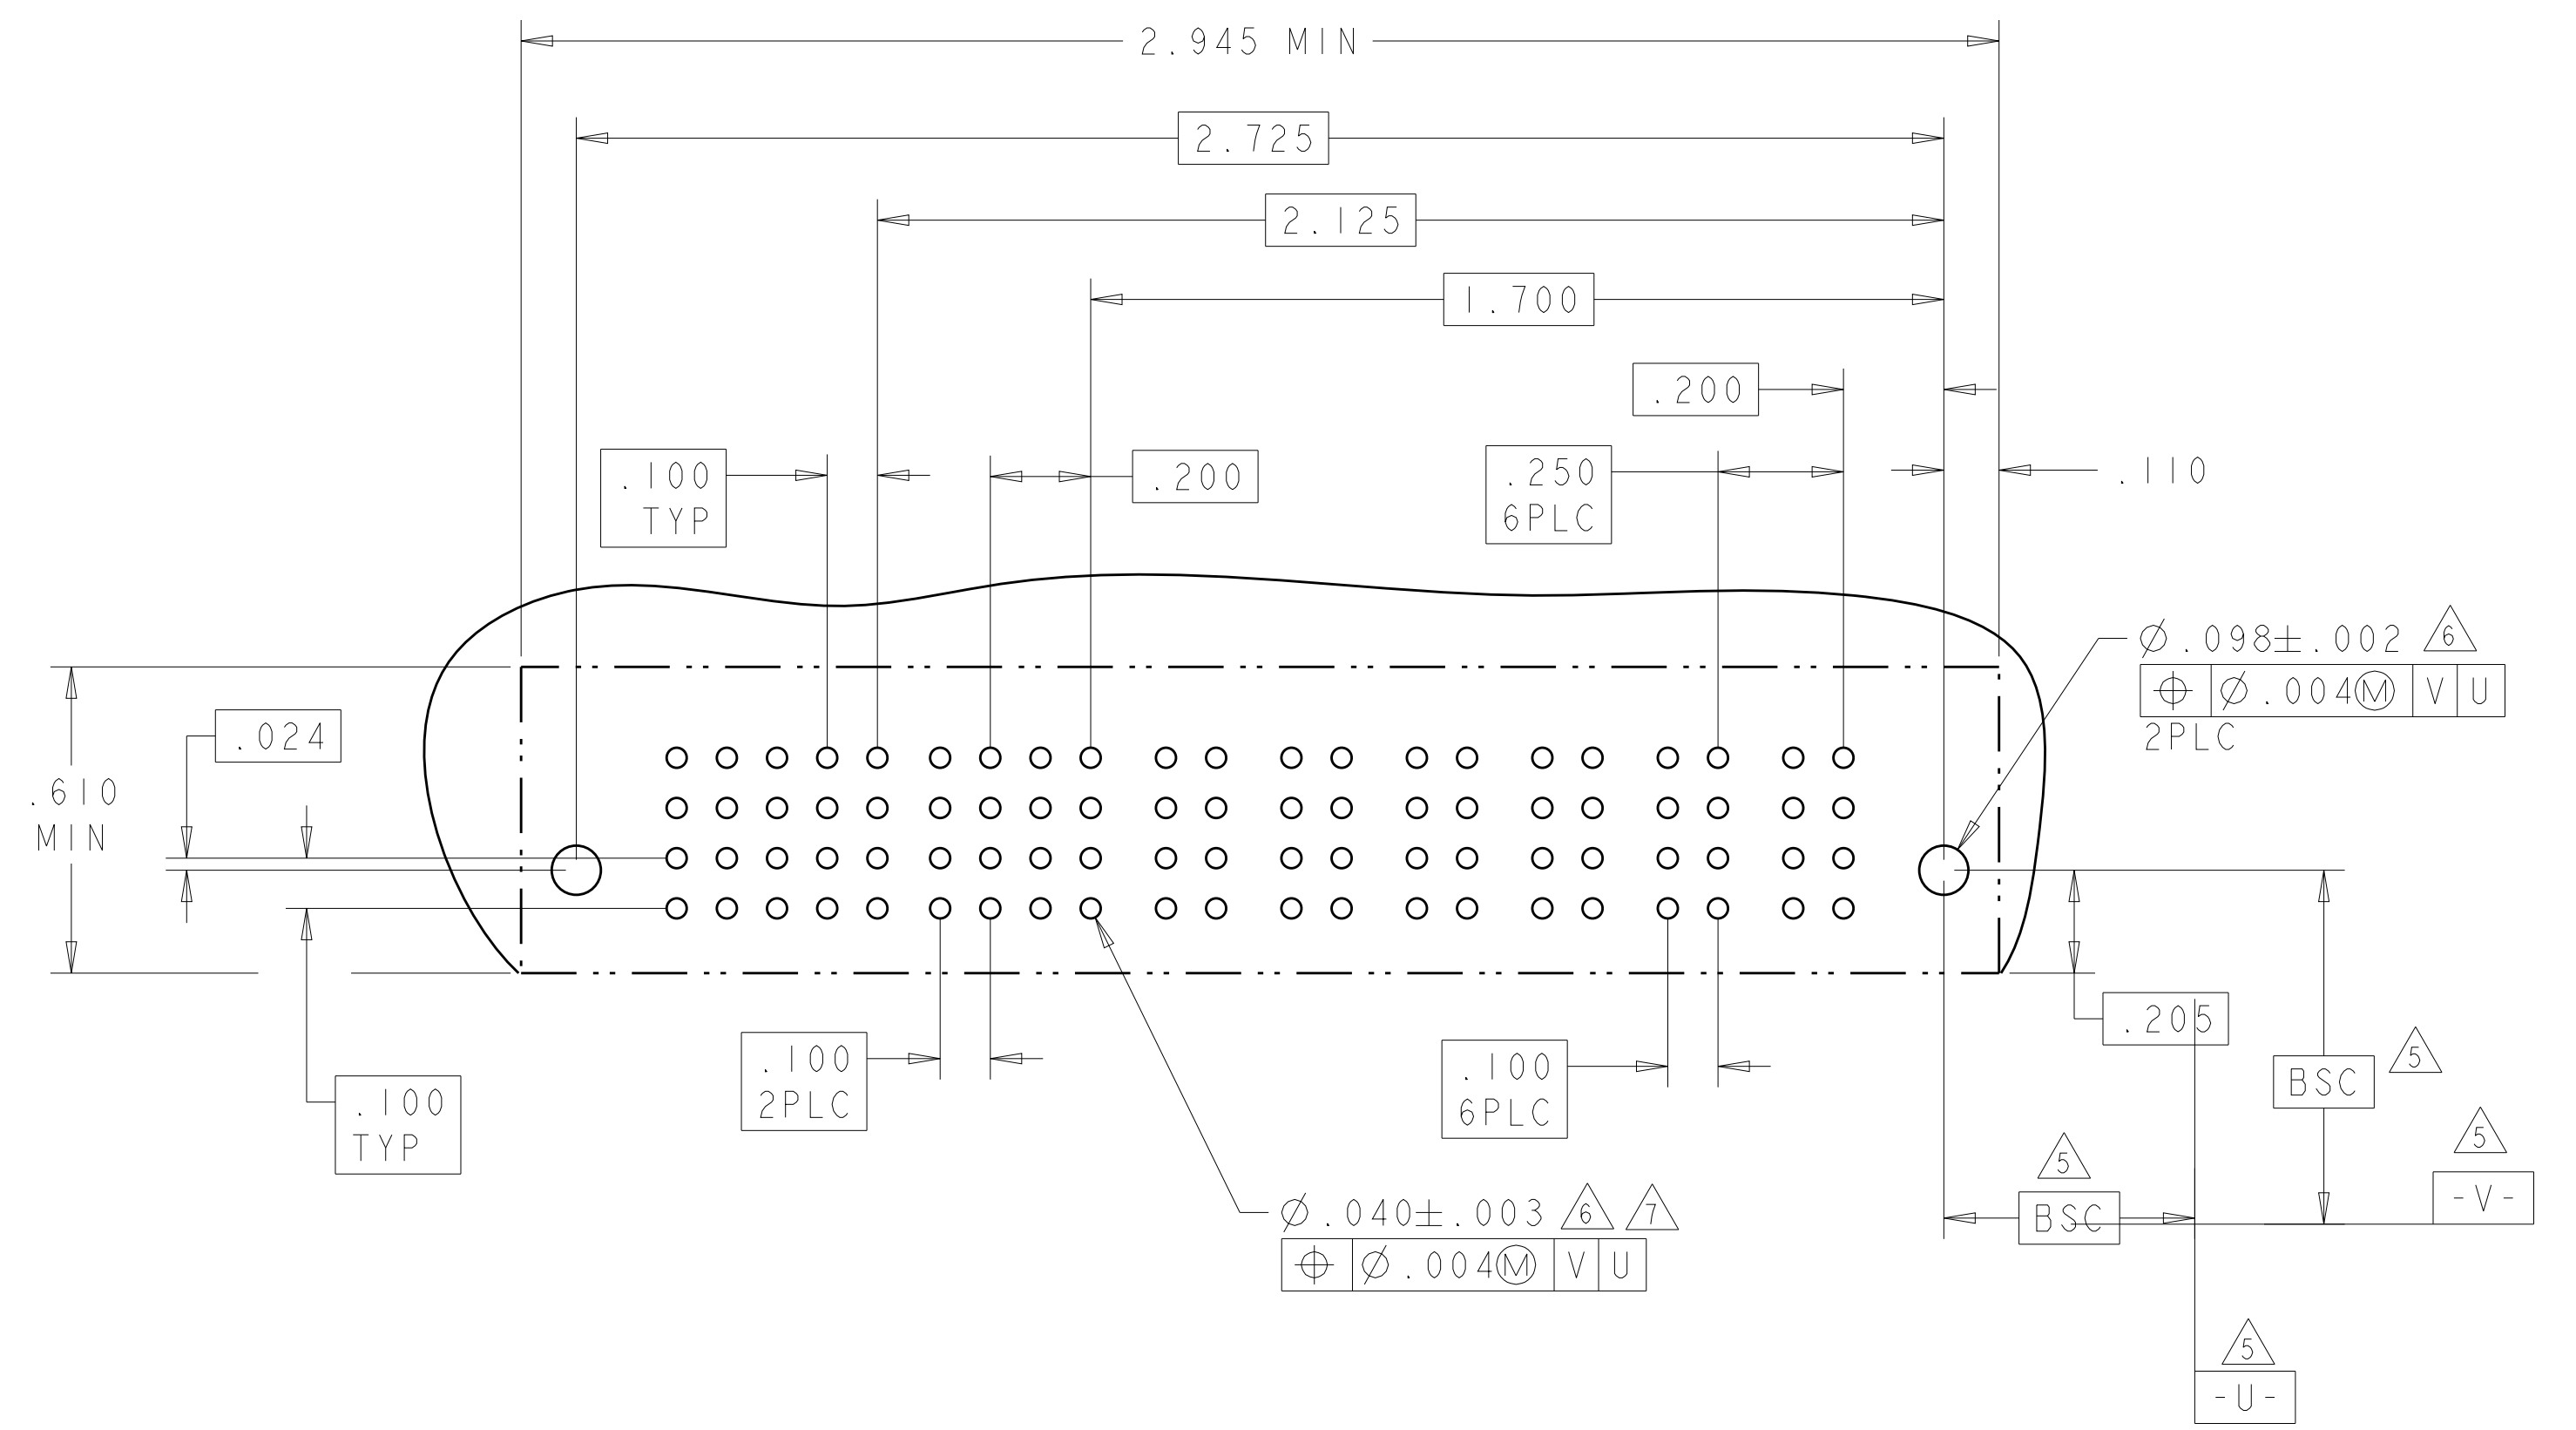 2.945 MIN
2.725
2.125
1.700
.200
.100
TYP
.200
.250
6PLC
.110
Ø.098±.002 6
⌖ Ø.004Ⓜ V U
2PLC
.024
.610
MIN
.205
5
BSC
.100
2PLC
.100
6PLC
.100
TYP
5
BSC
5
-V-
Ø.040±.003 6 7
⌖ Ø.004Ⓜ V U
5
-U-